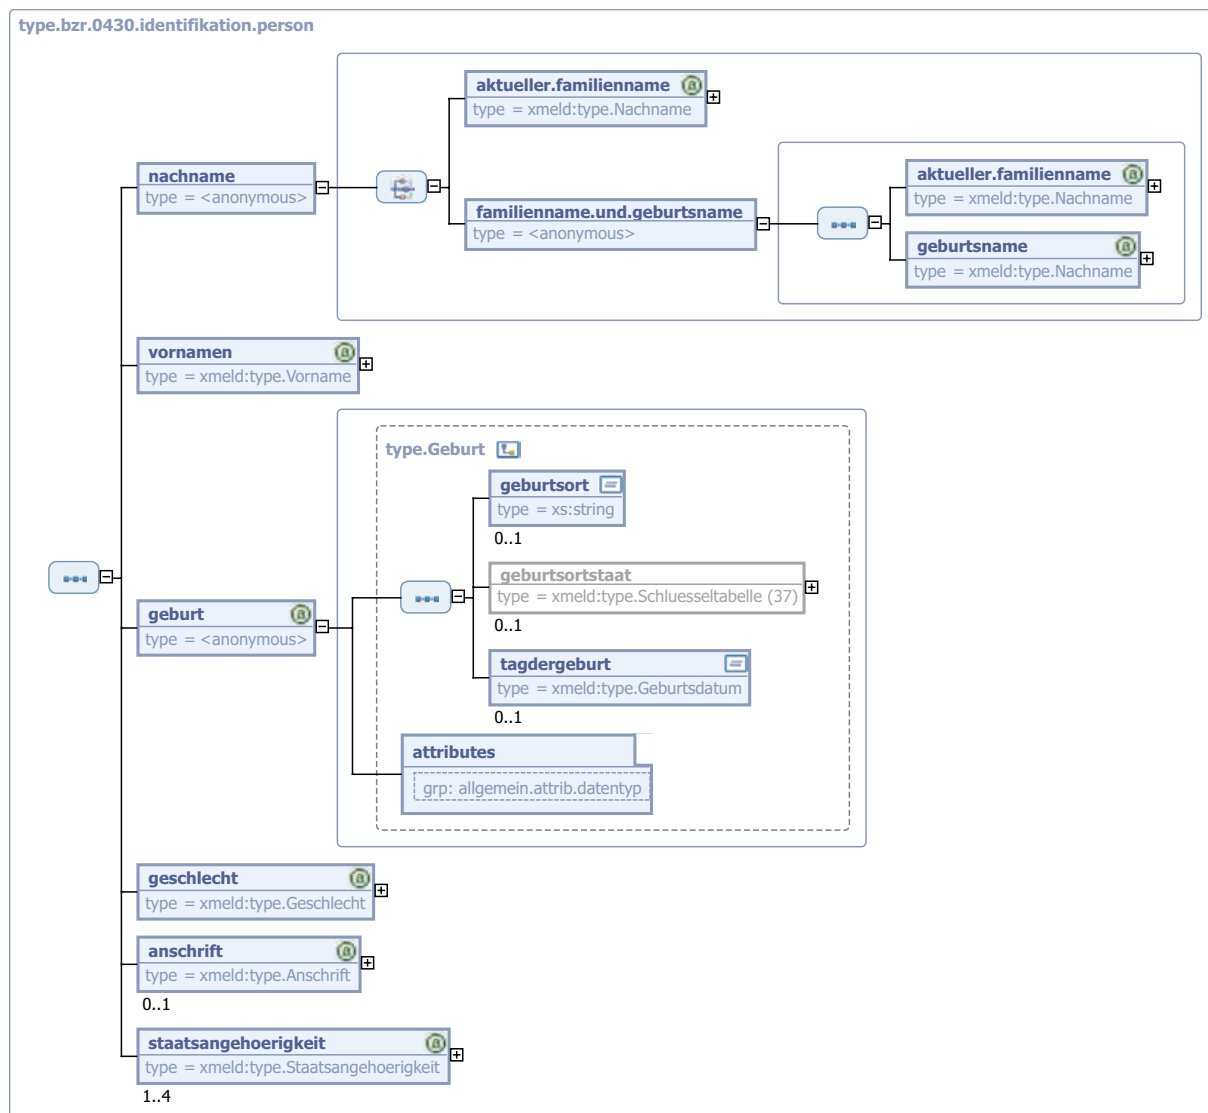 type.bzr.0430.identifikation.person
aktueller.familienname
type = xmeld:type.Nachname
nachname
type = <anonymous>
familienname.und.geburtsname
type = <anonymous>
aktueller.familienname
type = xmeld:type.Nachname
geburtsname
type = xmeld:type.Nachname
vornamen
type = xmeld:type.Vorname
type.Geburt
geburtsort
type = xs:string
0..1
geburtsortstaat
type = xmeld:type.Schluesseltabelle (37)
0..1
geburt
type = <anonymous>
tagdergeburt
type = xmeld:type.Geburtsdatum
0..1
attributes
grp: allgemein.attrib.datentyp
geschlecht
type = xmeld:type.Geschlecht
anschrift
type = xmeld:type.Anschrift
0..1
staatsangehoerigkeit
type = xmeld:type.Staatsangehoerigkeit
1..4